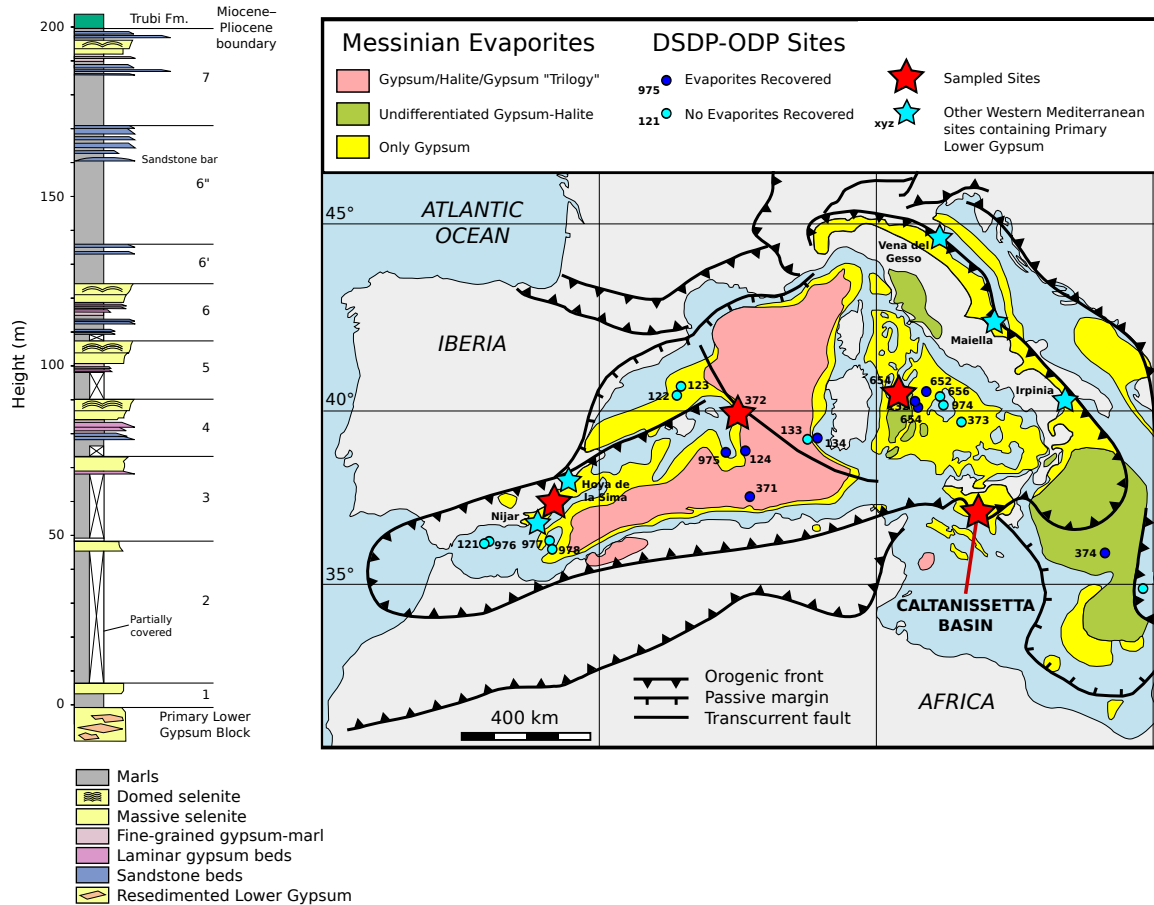 Trubi Fm.
Miocene–
Pliocene
boundary
200
150
100
50
0
Height (m)
7
Sandstone bar
6"
6'
6
5
4
3
2
Partially
covered
1
Primary Lower
Gypsum Block
Marls
Domed selenite
Massive selenite
Fine-grained gypsum-marl
Laminar gypsum beds
Sandstone beds
Resedimented Lower Gypsum
Messinian Evaporites
Gypsum/Halite/Gypsum "Trilogy"
Undifferentiated Gypsum-Halite
Only Gypsum
DSDP-ODP Sites
975 Evaporites Recovered
121 No Evaporites Recovered
Sampled Sites
xyz Other Western Mediterranean
sites containing Primary
Lower Gypsum
ATLANTIC
OCEAN
45°
40°
35°
IBERIA
Vena del
Gesso
Maiella
Irpinia
123
122
372
654
652
656
974
654
373
133
134
975
124
371
Hoya de
la Sima
Nijar
121
976
977
978
374
CALTANISSETTA
BASIN
AFRICA
Orogenic front
Passive margin
Transcurrent fault
400 km